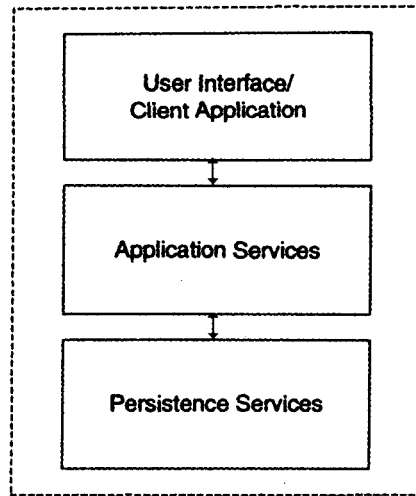 User Interface/
Client Application
Application Services
Persistence Services